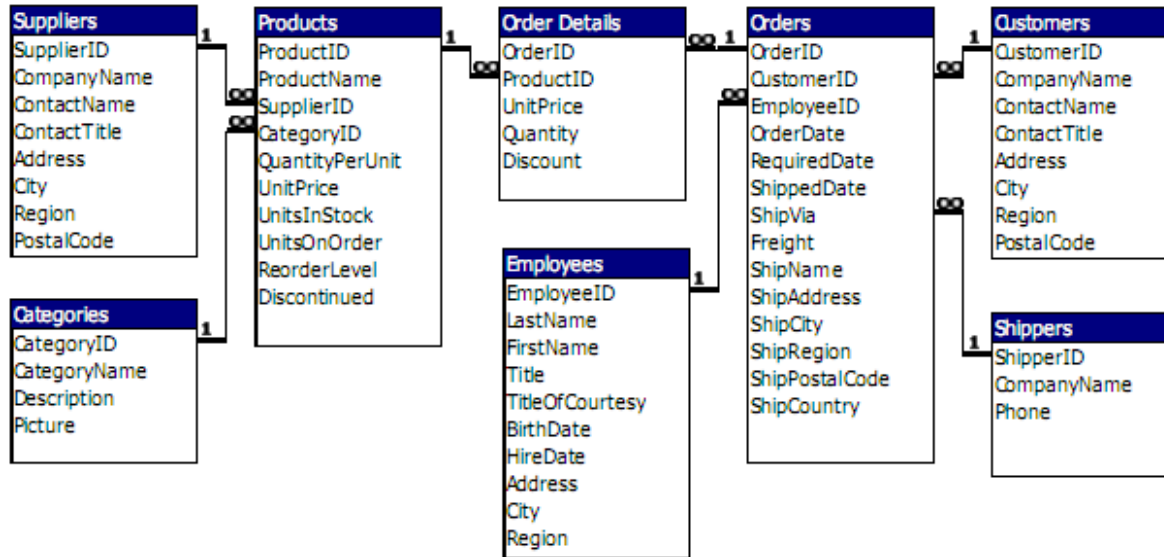 Suppliers
SupplierID
CompanyName
ContactName
ContactTitle
Address
City
Region
PostalCode
1
∞
Categories
CategoryID
CategoryName
Description
Picture
1
∞
Products
ProductID
ProductName
SupplierID
CategoryID
QuantityPerUnit
UnitPrice
UnitsInStock
UnitsOnOrder
ReorderLevel
Discontinued
1
∞
Order Details
OrderID
ProductID
UnitPrice
Quantity
Discount
∞
1
Employees
EmployeeID
LastName
FirstName
Title
TitleOfCourtesy
BirthDate
HireDate
Address
City
Region
1
∞
Orders
OrderID
CustomerID
EmployeeID
OrderDate
RequiredDate
ShippedDate
ShipVia
Freight
ShipName
ShipAddress
ShipCity
ShipRegion
ShipPostalCode
ShipCountry
∞
1
∞
1
Customers
CustomerID
CompanyName
ContactName
ContactTitle
Address
City
Region
PostalCode
Shippers
ShipperID
CompanyName
Phone